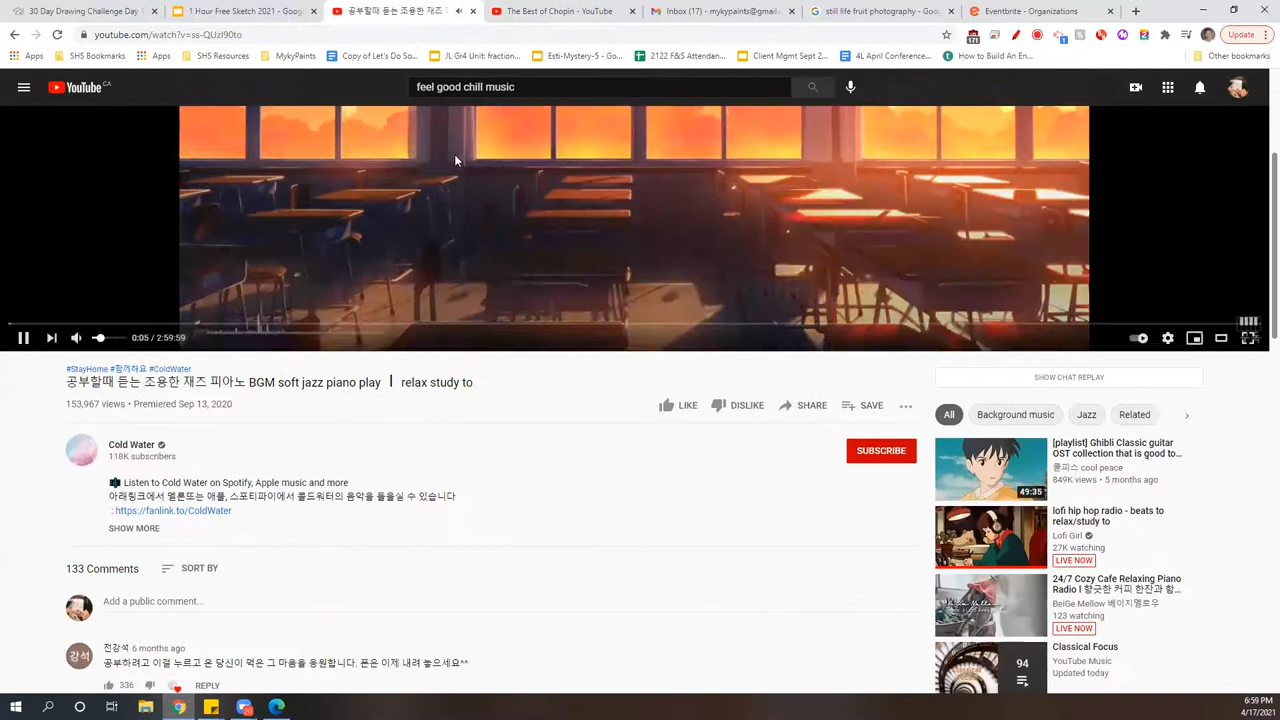 30 Day Drawing Challenge Day
1 Hour Free Sketch 2021 - Googl
공부할때 듣는 조용한 재즈
The Best of Chopin - YouTube
Inbox (17) - mykypaints@gmail
still life fruit photography - Goog
Eventbrite - Organizations
youtube.com/watch?v=ss-QUzI90to
Update
Apps
SHS Bookmarks
Apps
SHS Resources
MykyPaints
Copy of Let's Do So...
JL Gr4 Unit: fraction...
Esti-Mystery-5 - Go...
2122 F&S Attendan...
Client Mgmt Sept 2...
4L April Conference...
How to Build An En...
Other bookmarks
YouTube CA
feel good chill music
0:05 / 2:59:59
#StayHome #함께해요 #ColdWater
공부할때 듣는 조용한 재즈 피아노 BGM soft jazz piano play ┃ relax study to
153,967 views • Premiered Sep 13, 2020
LIKE
DISLIKE
SHARE
SAVE
Cold Water
118K subscribers
SUBSCRIBE
Listen to Cold Water on Spotify, Apple music and more
아래링크에서 멜론또는 애플, 스포티파이에서 콜드워터의 음악을 들을실 수 있습니다
: https://fanlink.to/ColdWater
SHOW MORE
133 Comments
SORT BY
Add a public comment...
강석
전강석 6 months ago
공부하려고 이걸 누르고 온 당신이 먹은 그 마음을 응원합니다. 폰은 이제 내려 놓으세요^^
336
REPLY
SHOW CHAT REPLAY
All
Background music
Jazz
Related
[playlist] Ghibli Classic guitar
OST collection that is good to...
쿨피스 cool peace
849K views • 5 months ago
49:35
lofi hip hop radio - beats to
relax/study to
Lofi Girl
27K watching
LIVE NOW
24/7 Cozy Cafe Relaxing Piano
Radio l 향긋한 커피 한잔과 함...
BeiGe Mellow 베이지멜로우
123 watching
LIVE NOW
Classical Focus
YouTube Music
Updated today
94
6:59 PM
4/17/2021